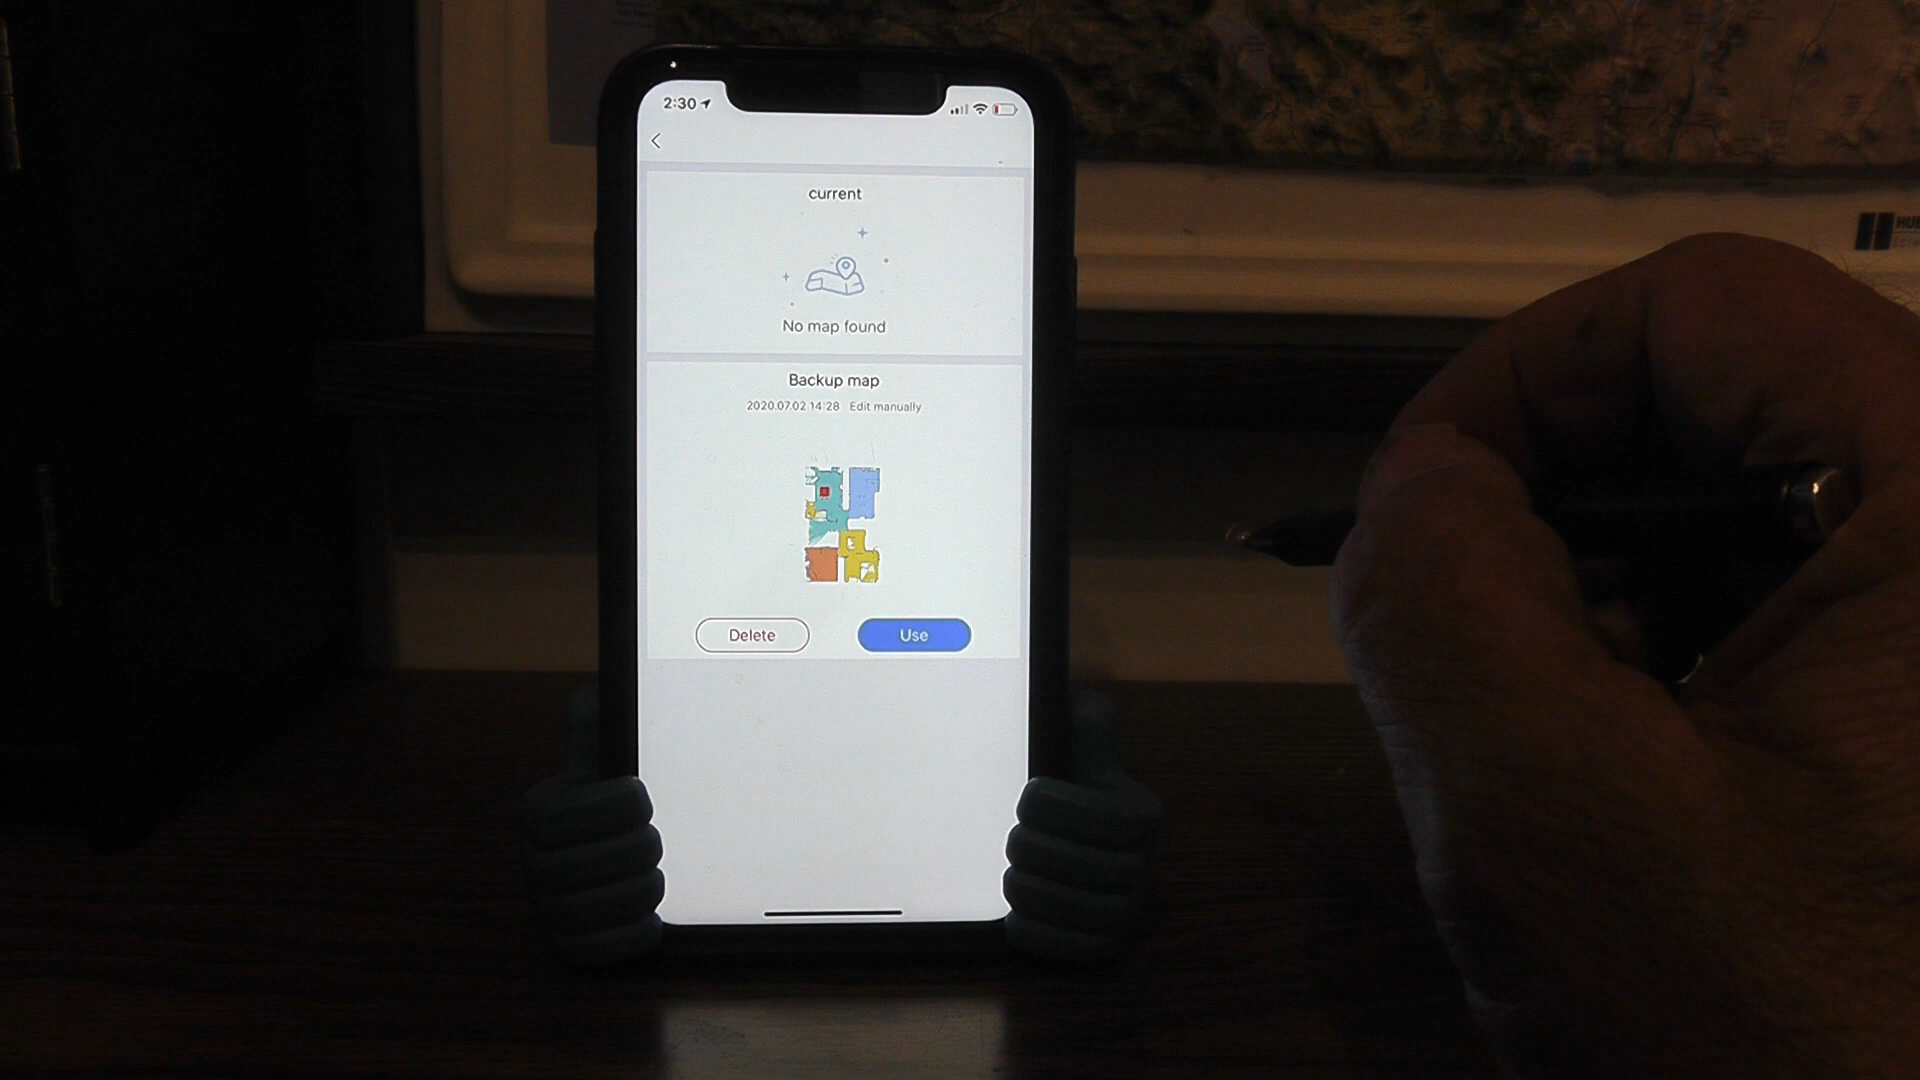 2:30
current
No map found
Backup map
2020.07.02 14:28 Edit manually
Delete
Use